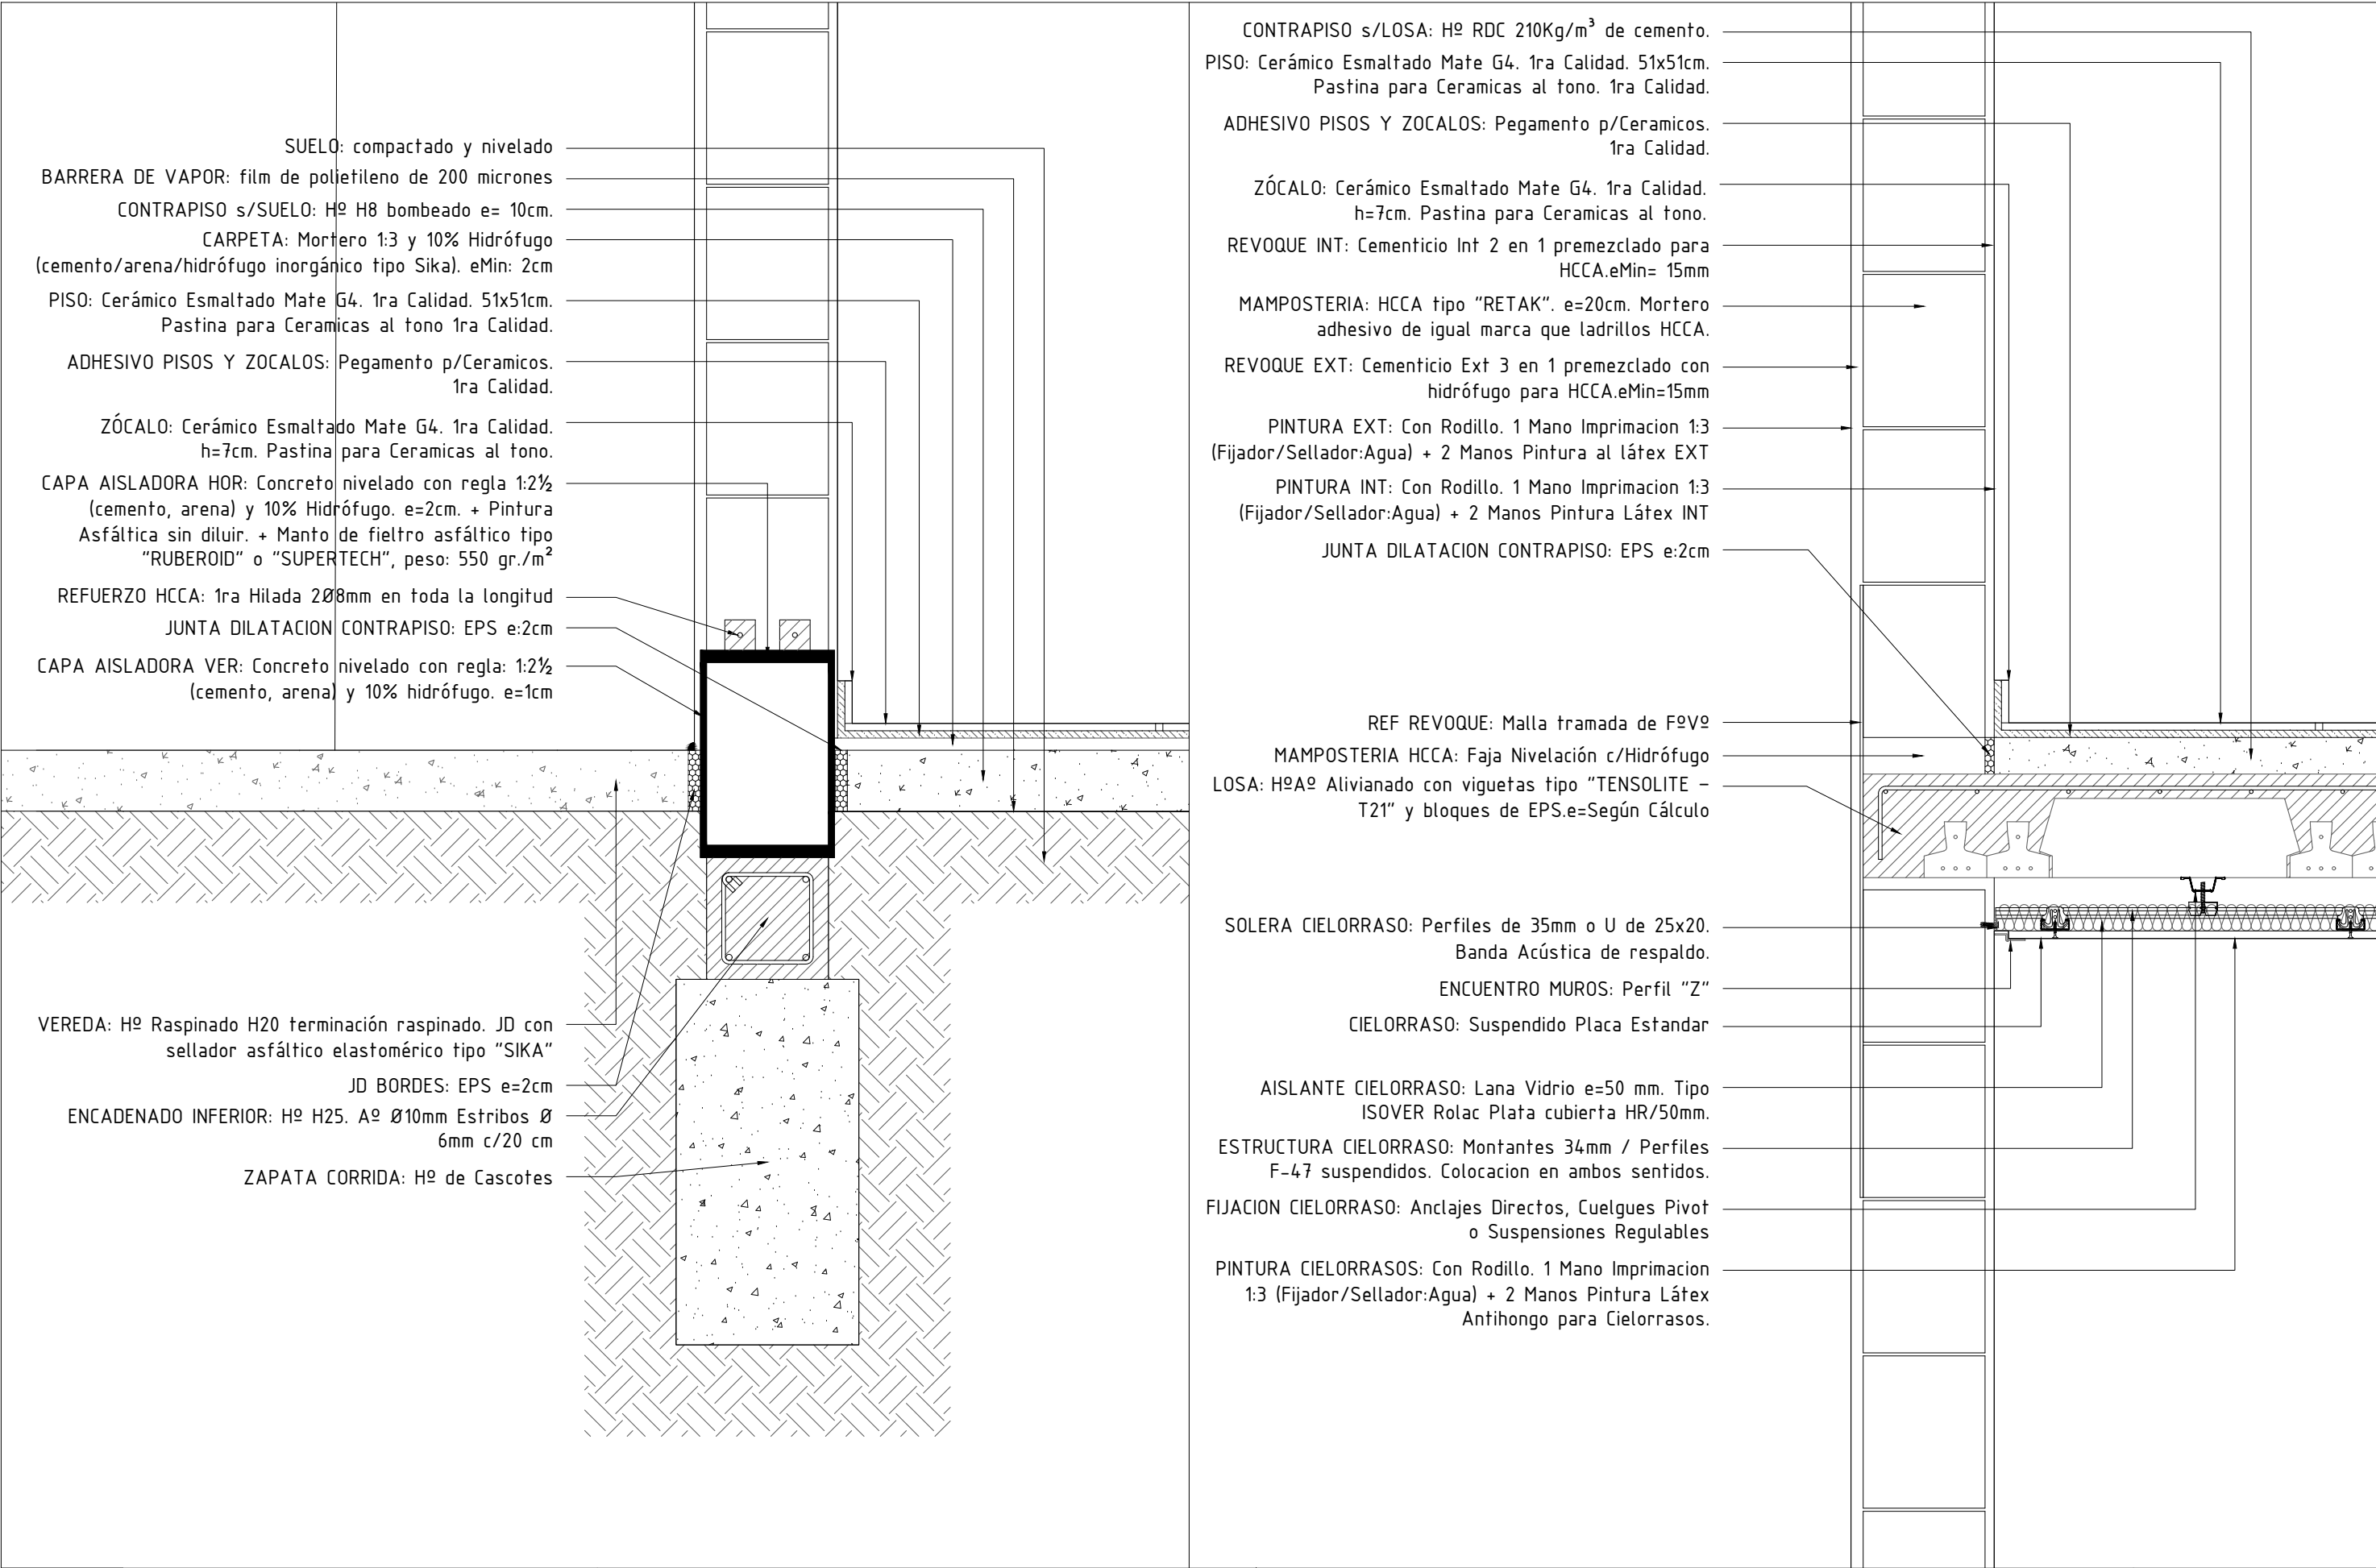 SUELO: compactado y nivelado
BARRERA DE VAPOR: film de polietileno de 200 micrones
CONTRAPISO s/SUELO: Hº H8 bombeado e= 10cm.
CARPETA: Mortero 1:3 y 10% Hidrófugo
(cemento/arena/hidrófugo inorgánico tipo Sika). eMin: 2cm
PISO: Cerámico Esmaltado Mate G4. 1ra Calidad. 51x51cm.
Pastina para Ceramicas al tono 1ra Calidad.
ADHESIVO PISOS Y ZOCALOS: Pegamento p/Ceramicos.
1ra Calidad.
ZÓCALO: Cerámico Esmaltado Mate G4. 1ra Calidad.
h=7cm. Pastina para Ceramicas al tono.
CAPA AISLADORA HOR: Concreto nivelado con regla 1:2½
(cemento, arena) y 10% Hidrófugo. e=2cm. + Pintura
Asfáltica sin diluir. + Manto de fieltro asfáltico tipo
“RUBEROID” o “SUPERTECH”, peso: 550 gr./m²
REFUERZO HCCA: 1ra Hilada 2Ø8mm en toda la longitud
JUNTA DILATACION CONTRAPISO: EPS e:2cm
CAPA AISLADORA VER: Concreto nivelado con regla: 1:2½
(cemento, arena) y 10% hidrófugo. e=1cm
VEREDA: Hº Raspinado H20 terminación raspinado. JD con
sellador asfáltico elastomérico tipo “SIKA”
JD BORDES: EPS e=2cm
ENCADENADO INFERIOR: Hº H25. Aº Ø10mm Estribos Ø
6mm c/20 cm
ZAPATA CORRIDA: Hº de Cascotes
CONTRAPISO s/LOSA: Hº RDC 210Kg/m³ de cemento.
PISO: Cerámico Esmaltado Mate G4. 1ra Calidad. 51x51cm.
Pastina para Ceramicas al tono. 1ra Calidad.
ADHESIVO PISOS Y ZOCALOS: Pegamento p/Ceramicos.
1ra Calidad.
ZÓCALO: Cerámico Esmaltado Mate G4. 1ra Calidad.
h=7cm. Pastina para Ceramicas al tono.
REVOQUE INT: Cementicio Int 2 en 1 premezclado para
HCCA.eMin= 15mm
MAMPOSTERIA: HCCA tipo “RETAK”. e=20cm. Mortero
adhesivo de igual marca que ladrillos HCCA.
REVOQUE EXT: Cementicio Ext 3 en 1 premezclado con
hidrófugo para HCCA.eMin=15mm
PINTURA EXT: Con Rodillo. 1 Mano Imprimacion 1:3
(Fijador/Sellador:Agua) + 2 Manos Pintura al látex EXT
PINTURA INT: Con Rodillo. 1 Mano Imprimacion 1:3
(Fijador/Sellador:Agua) + 2 Manos Pintura Látex INT
JUNTA DILATACION CONTRAPISO: EPS e:2cm
REF REVOQUE: Malla tramada de FºVº
MAMPOSTERIA HCCA: Faja Nivelación c/Hidrófugo
LOSA: HºAº Alivianado con viguetas tipo “TENSOLITE –
T21” y bloques de EPS.e=Según Cálculo
SOLERA CIELORRASO: Perfiles de 35mm o U de 25x20.
Banda Acústica de respaldo.
ENCUENTRO MUROS: Perfil “Z”
CIELORRASO: Suspendido Placa Estandar
AISLANTE CIELORRASO: Lana Vidrio e=50 mm. Tipo
ISOVER Rolac Plata cubierta HR/50mm.
ESTRUCTURA CIELORRASO: Montantes 34mm / Perfiles
F-47 suspendidos. Colocacion en ambos sentidos.
FIJACION CIELORRASO: Anclajes Directos, Cuelgues Pivot
o Suspensiones Regulables
PINTURA CIELORRASOS: Con Rodillo. 1 Mano Imprimacion
1:3 (Fijador/Sellador:Agua) + 2 Manos Pintura Látex
Antihongo para Cielorrasos.